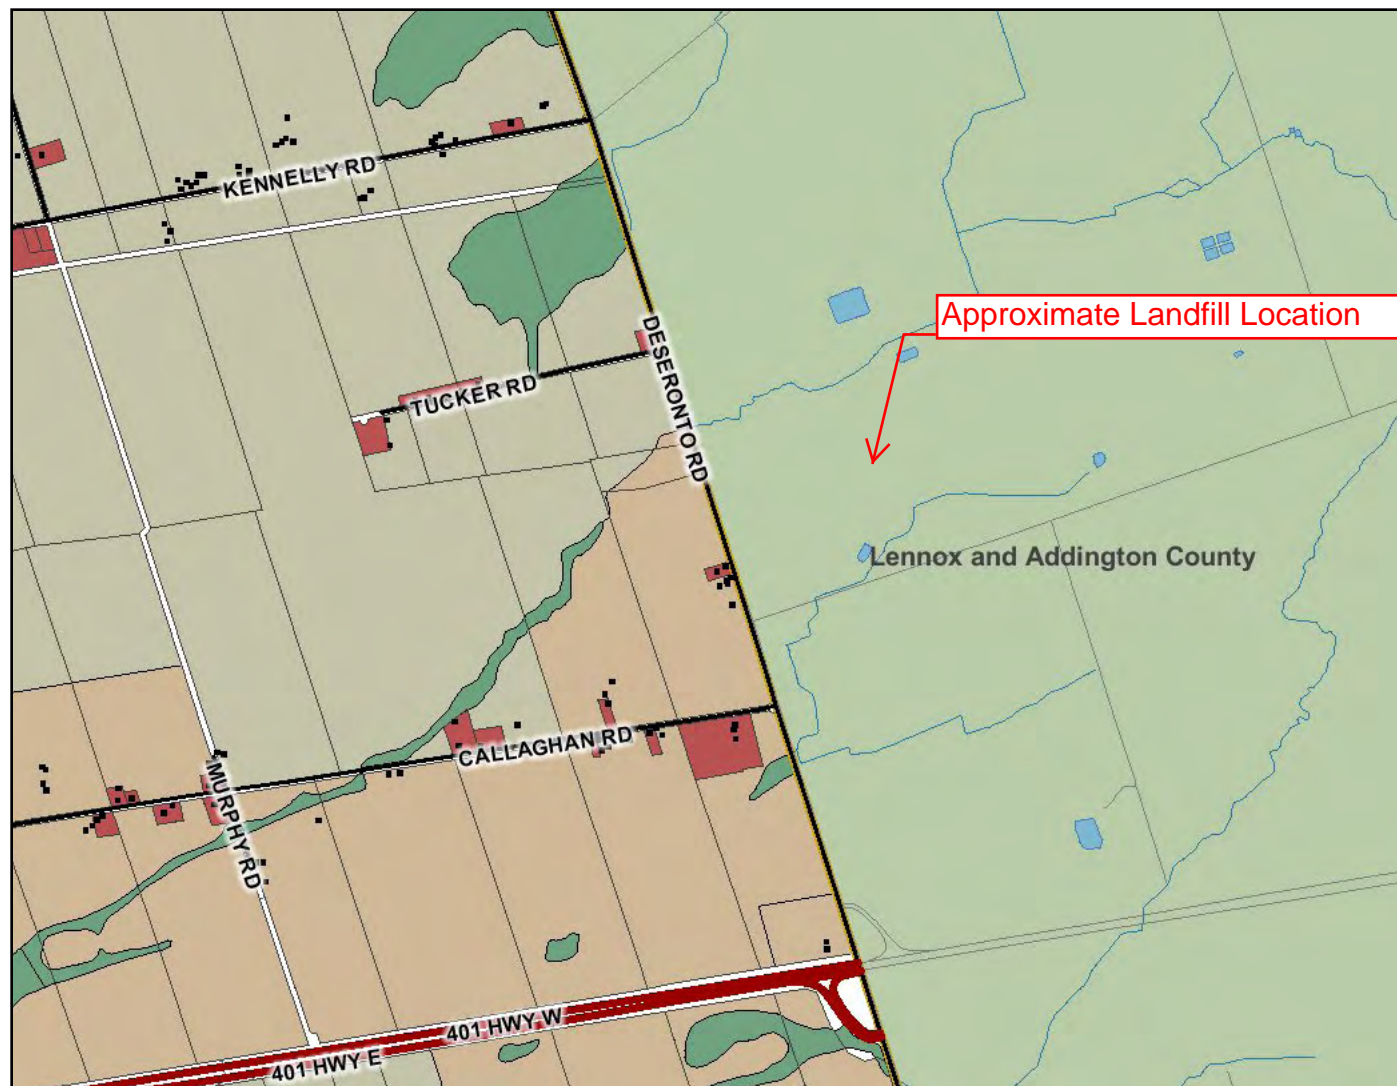 KENNELLY RD
Approximate Landfill Location
DESERONTO RD
TUCKER RD
Lennox and Addington County
CALLAGHAN RD
MURPHY RD
401 HWY W
401 HWY E